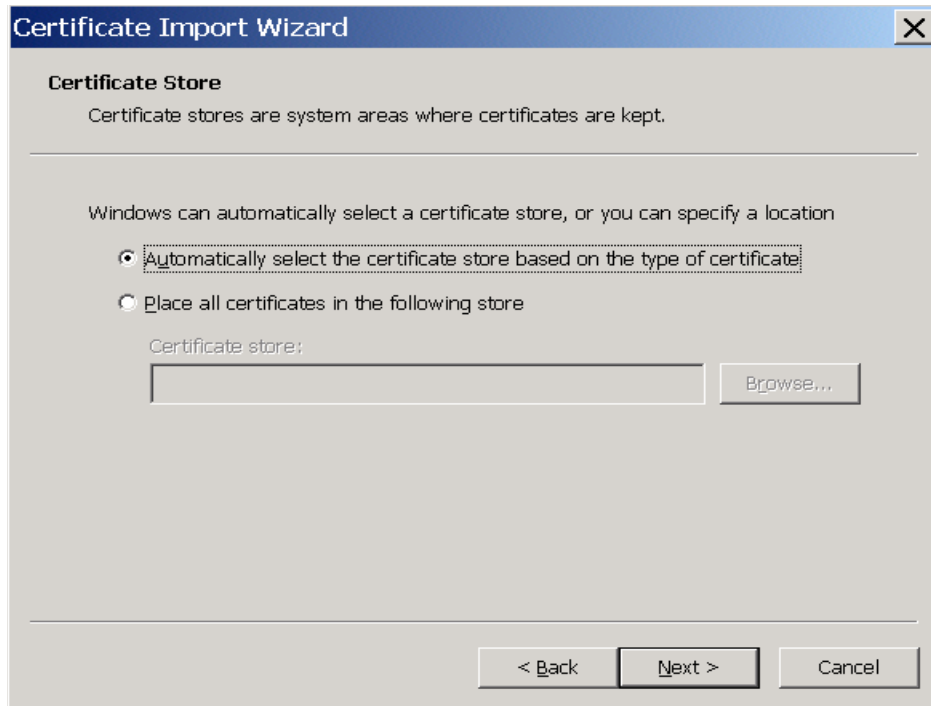 Certificate Import Wizard
Certificate Store
Certificate stores are system areas where certificates are kept.
Windows can automatically select a certificate store, or you can specify a location
Automatically select the certificate store based on the type of certificate
Place all certificates in the following store
Certificate store:
Browse...
< Back Next > Cancel